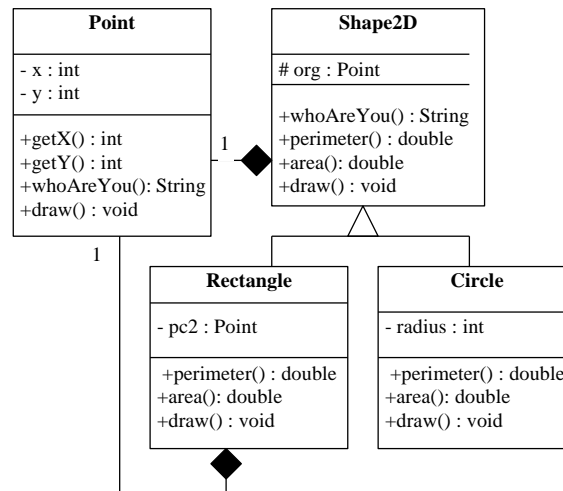 Point
- x : int
- y : int
+getX() : int
+getY() : int
+whoAreYou(): String
+draw() : void
1
1
Shape2D
# org : Point
+whoAreYou() : String
+perimeter() : double
+area(): double
+draw() : void
Rectangle
- pc2 : Point
+perimeter() : double
+area(): double
+draw() : void
Circle
- radius : int
+perimeter() : double
+area(): double
+draw() : void